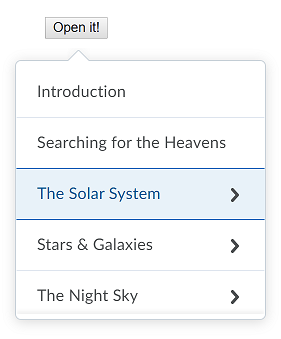 Open it!
Introduction
Searching for the Heavens
The Solar System
Stars & Galaxies
The Night Sky